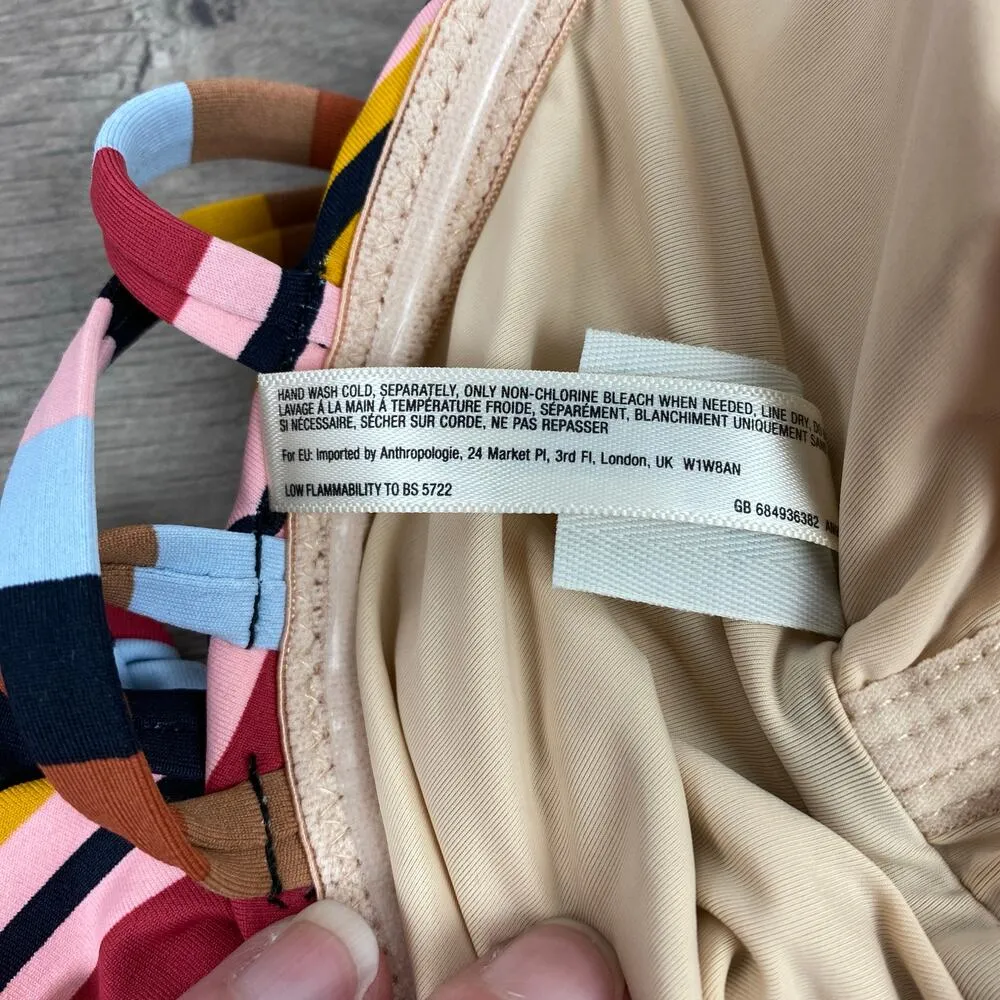 HAND WASH COLD, SEPARATELY, ONLY NON-CHLORINE BLEACH WHEN NEEDED, LINE DRY,
LAVAGE Á LA MAIN Á TEMPÉRATURE FROIDE, SÉPARÉMENT, BLANCHIMENT UNIQUEMENT
SI NÉCESSAIRE, SÉCHER SUR CORDE, NE PAS REPASSER
For EU: Imported by Anthropologie, 24 Market Pl, 3rd Fl, London, UK W1W8AN
LOW FLAMMABILITY TO BS 5722
GB 684936382